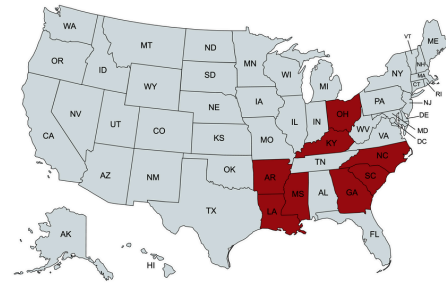 WA
MT
ND
MN
VT
ME
OR
ID
SD
WI
MI
NY
NH
MA
CT
RI
WY
NE
IA
PA
NJ
NV
UT
CO
KS
MO
IL
IN
OH
WV
VA
DE
MD
DC
CA
KY
AZ
NM
OK
AR
TN
NC
SC
TX
LA
MS
AL
GA
FL
AK
HI